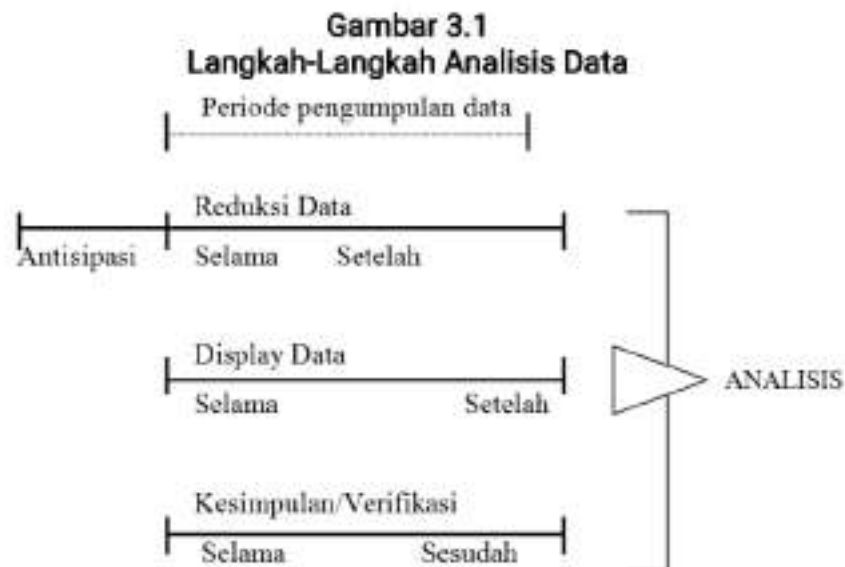 Gambar 3.1
Langkah-Langkah Analisis Data
Periode pengumpulan data
Reduksi Data
Antisipasi Selama Setelah
Display Data
Selama Setelah
ANALISIS
Kesimpulan/Verifikasi
Selama Sesudah